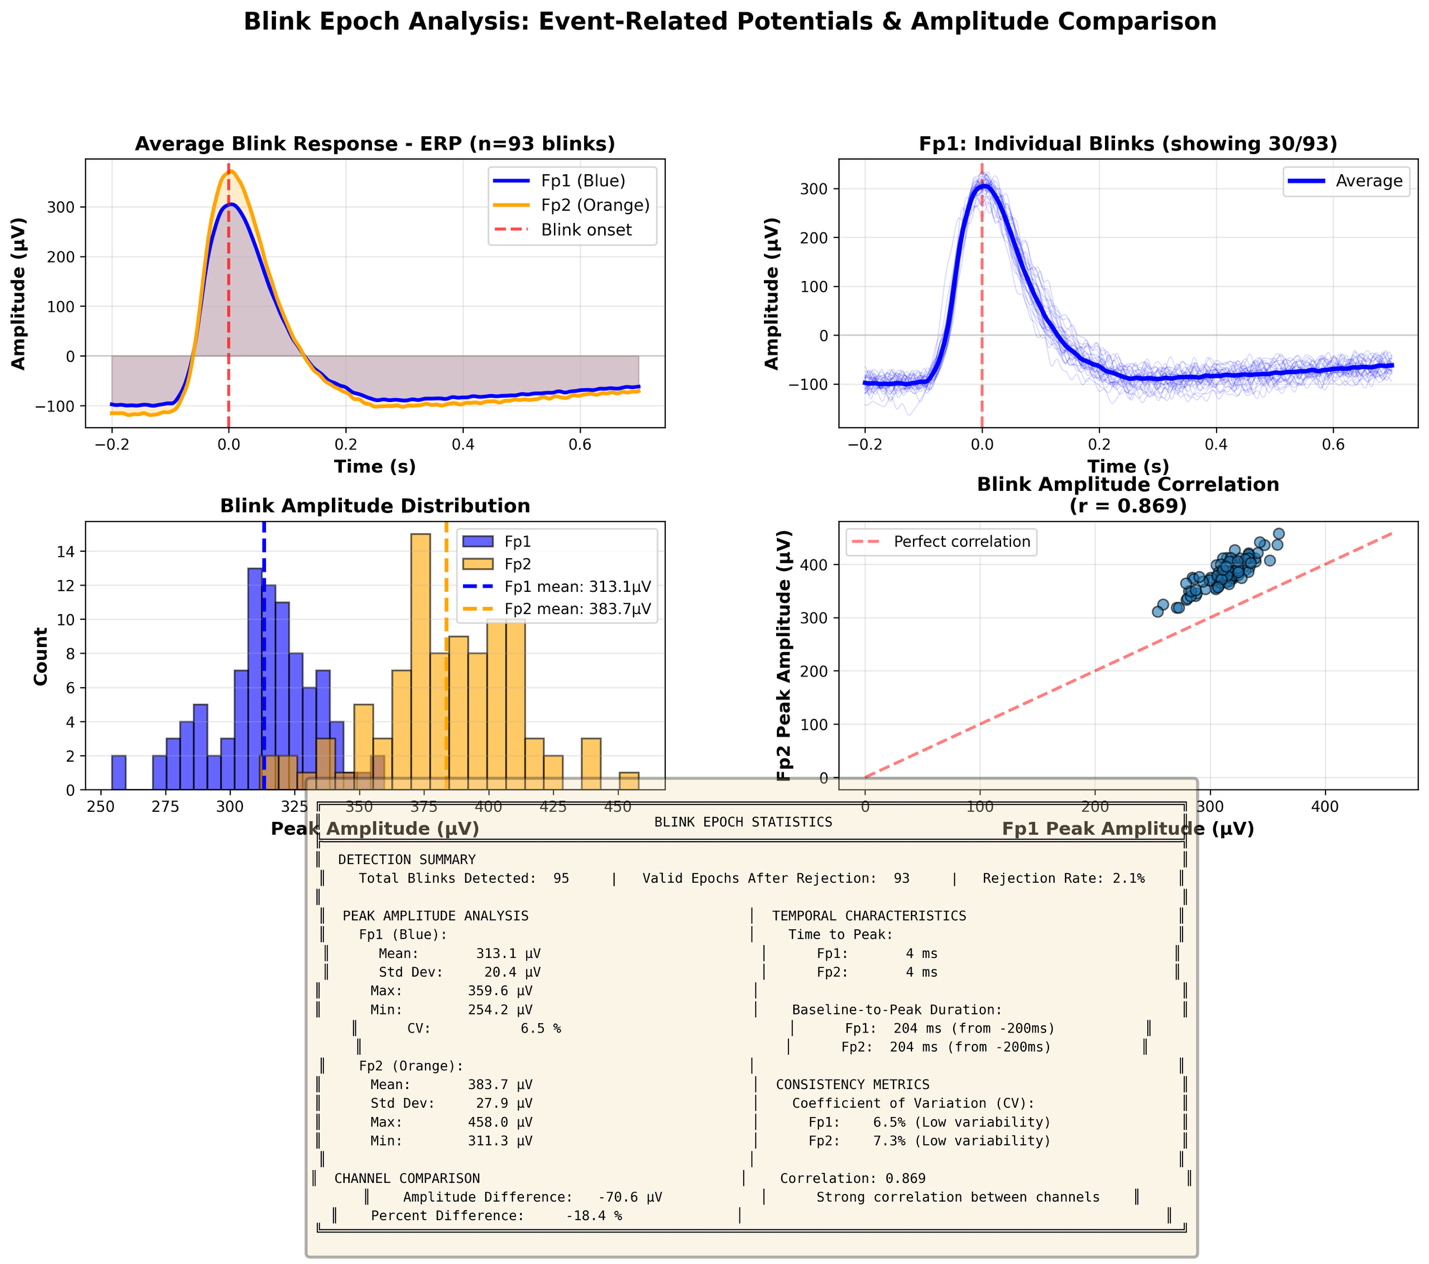 Blink Epoch Analysis: Event-Related Potentials & Amplitude Comparison
Average Blink Response - ERP (n=93 blinks)
Amplitude (µV)
300
200
100
0
−100
Fp1 (Blue)
Fp2 (Orange)
Blink onset
−0.2 0.0 0.2 0.4 0.6
Time (s)
Fp1: Individual Blinks (showing 30/93)
Amplitude (µV)
300
200
100
0
−100
Average
−0.2 0.0 0.2 0.4 0.6
Time (s)
Blink Amplitude Distribution
Count
14
12
10
8
6
4
2
0
Fp1
Fp2
Fp1 mean: 313.1µV
Fp2 mean: 383.7µV
250 275 300 325 350 375 400 425 450
Peak Amplitude (µV)
Blink Amplitude Correlation
(r = 0.869)
Fp2 Peak Amplitude (µV)
400
300
200
100
0
Perfect correlation
0 100 200 300 400
Fp1 Peak Amplitude (µV)
BLINK EPOCH STATISTICS
DETECTION SUMMARY
Total Blinks Detected: 95 | Valid Epochs After Rejection: 93 | Rejection Rate: 2.1%
PEAK AMPLITUDE ANALYSIS │ TEMPORAL CHARACTERISTICS
Fp1 (Blue): │ Time to Peak:
Mean: 313.1 µV │ Fp1: 4 ms
Std Dev: 20.4 µV │ Fp2: 4 ms
Max: 359.6 µV │
Min: 254.2 µV │ Baseline-to-Peak Duration:
CV: 6.5 % │ Fp1: 204 ms (from -200ms)
│ Fp2: 204 ms (from -200ms)
Fp2 (Orange): │
Mean: 383.7 µV │ CONSISTENCY METRICS
Std Dev: 27.9 µV │ Coefficient of Variation (CV):
Max: 458.0 µV │ Fp1: 6.5% (Low variability)
Min: 311.3 µV │ Fp2: 7.3% (Low variability)
│
CHANNEL COMPARISON │ Correlation: 0.869
Amplitude Difference: -70.6 µV │ Strong correlation between channels
Percent Difference: -18.4 % │